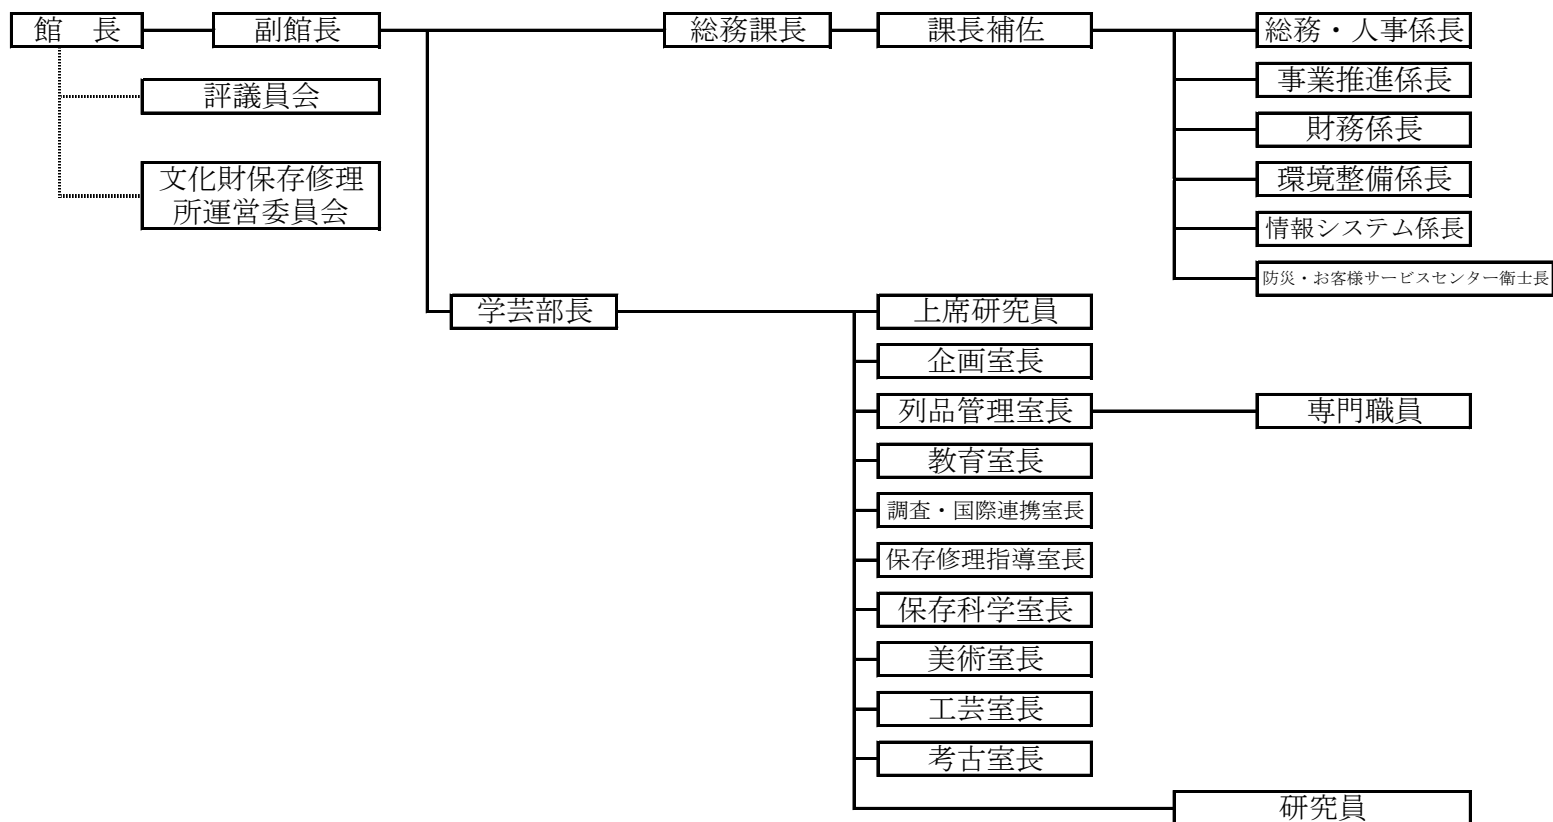 館　長
副館長
総務課長
課長補佐
総務・人事係長
評議員会
事業推進係長
財務係長
文化財保存修理
所運営委員会
環境整備係長
情報システム係長
防災・お客様サービスセンター衛士長
学芸部長
上席研究員
企画室長
列品管理室長
専門職員
教育室長
調査・国際連携室長
保存修理指導室長
保存科学室長
美術室長
工芸室長
考古室長
研究員